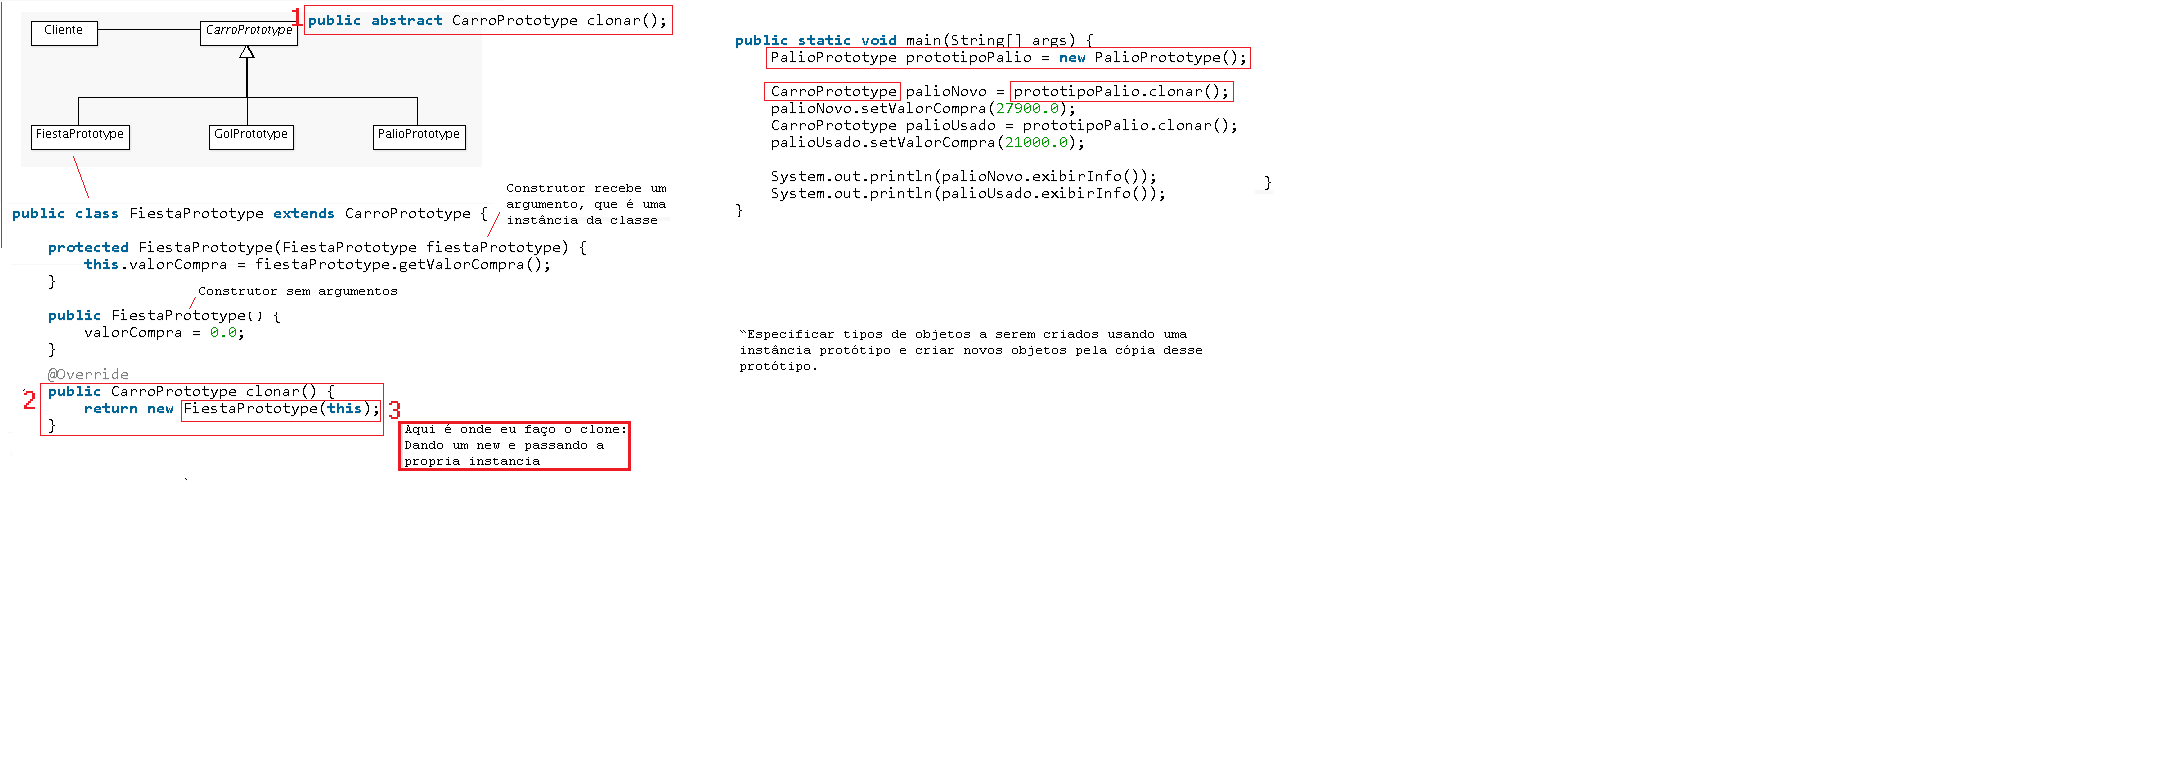 1
public abstract CarroPrototype clonar();
Cliente
CarroPrototype
FiestaPrototype
GolPrototype
PalioPrototype
Construtor recebe um
argumento, que é uma
instância da classe
public class FiestaPrototype extends CarroPrototype {
protected FiestaPrototype(FiestaPrototype fiestaPrototype) {
this.valorCompra = fiestaPrototype.getValorCompra();
}
Construtor sem argumentos
public FiestaPrototype() {
valorCompra = 0.0;
}
@Override
2
public CarroPrototype clonar() {
return new FiestaPrototype(this);
}
3
Aqui é onde eu faço o clone:
Dando um new e passando a
propria instancia
public static void main(String[] args) {
PalioPrototype prototipoPalio = new PalioPrototype();
CarroPrototype palioNovo = prototipoPalio.clonar();
palioNovo.setValorCompra(27900.0);
CarroPrototype palioUsado = prototipoPalio.clonar();
palioUsado.setValorCompra(21000.0);
System.out.println(palioNovo.exibirInfo());
System.out.println(palioUsado.exibirInfo());
}
}
“Especificar tipos de objetos a serem criados usando uma
instância protótipo e criar novos objetos pela cópia desse
protótipo.